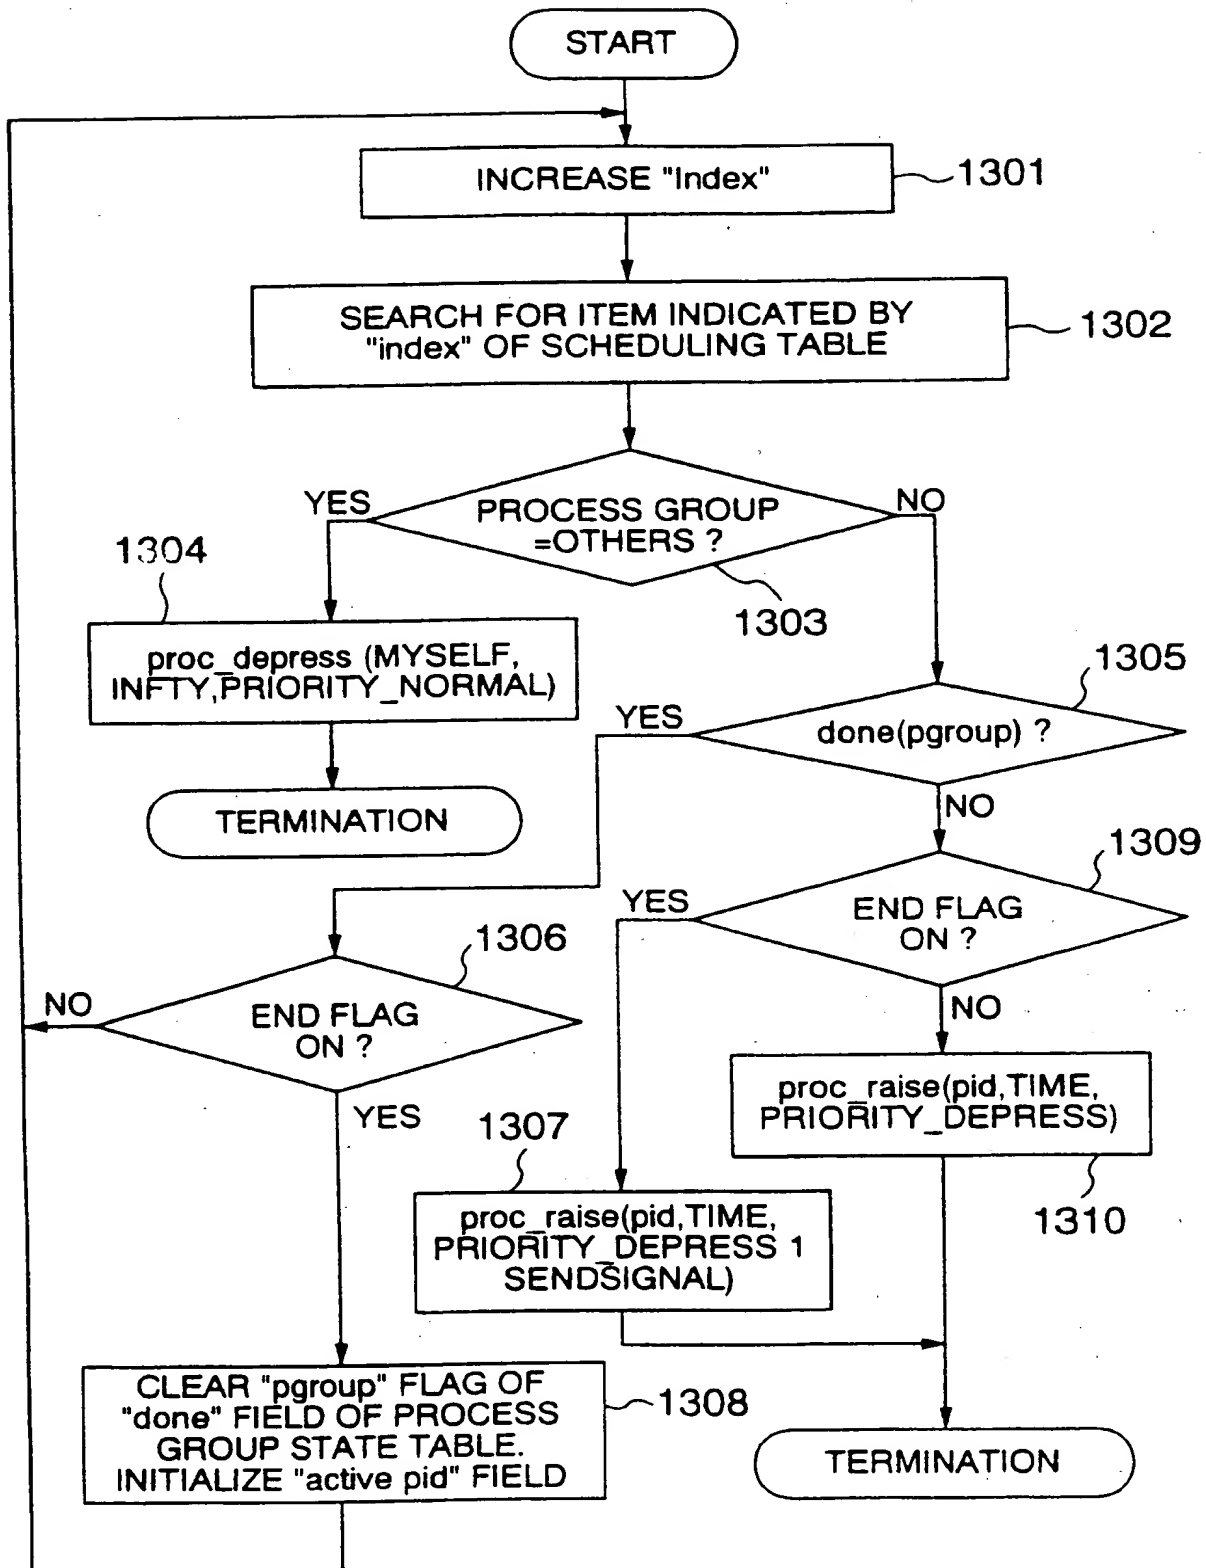 START
INCREASE "Index"
1301
SEARCH FOR ITEM INDICATED BY
"index" OF SCHEDULING TABLE
1302
YES
PROCESS GROUP
=OTHERS ?
NO
1303
1304
proc_depress (MYSELF,
INFTY,PRIORITY_NORMAL)
TERMINATION
1305
YES
done(pgroup) ?
NO
1309
YES
END FLAG
ON ?
NO
1306
NO
END FLAG
ON ?
YES
proc_raise(pid,TIME,
PRIORITY_DEPRESS)
1310
1307
proc_raise(pid,TIME,
PRIORITY_DEPRESS 1
SENDSIGNAL)
CLEAR "pgroup" FLAG OF
"done" FIELD OF PROCESS
GROUP STATE TABLE.
INITIALIZE "active pid" FIELD
1308
TERMINATION